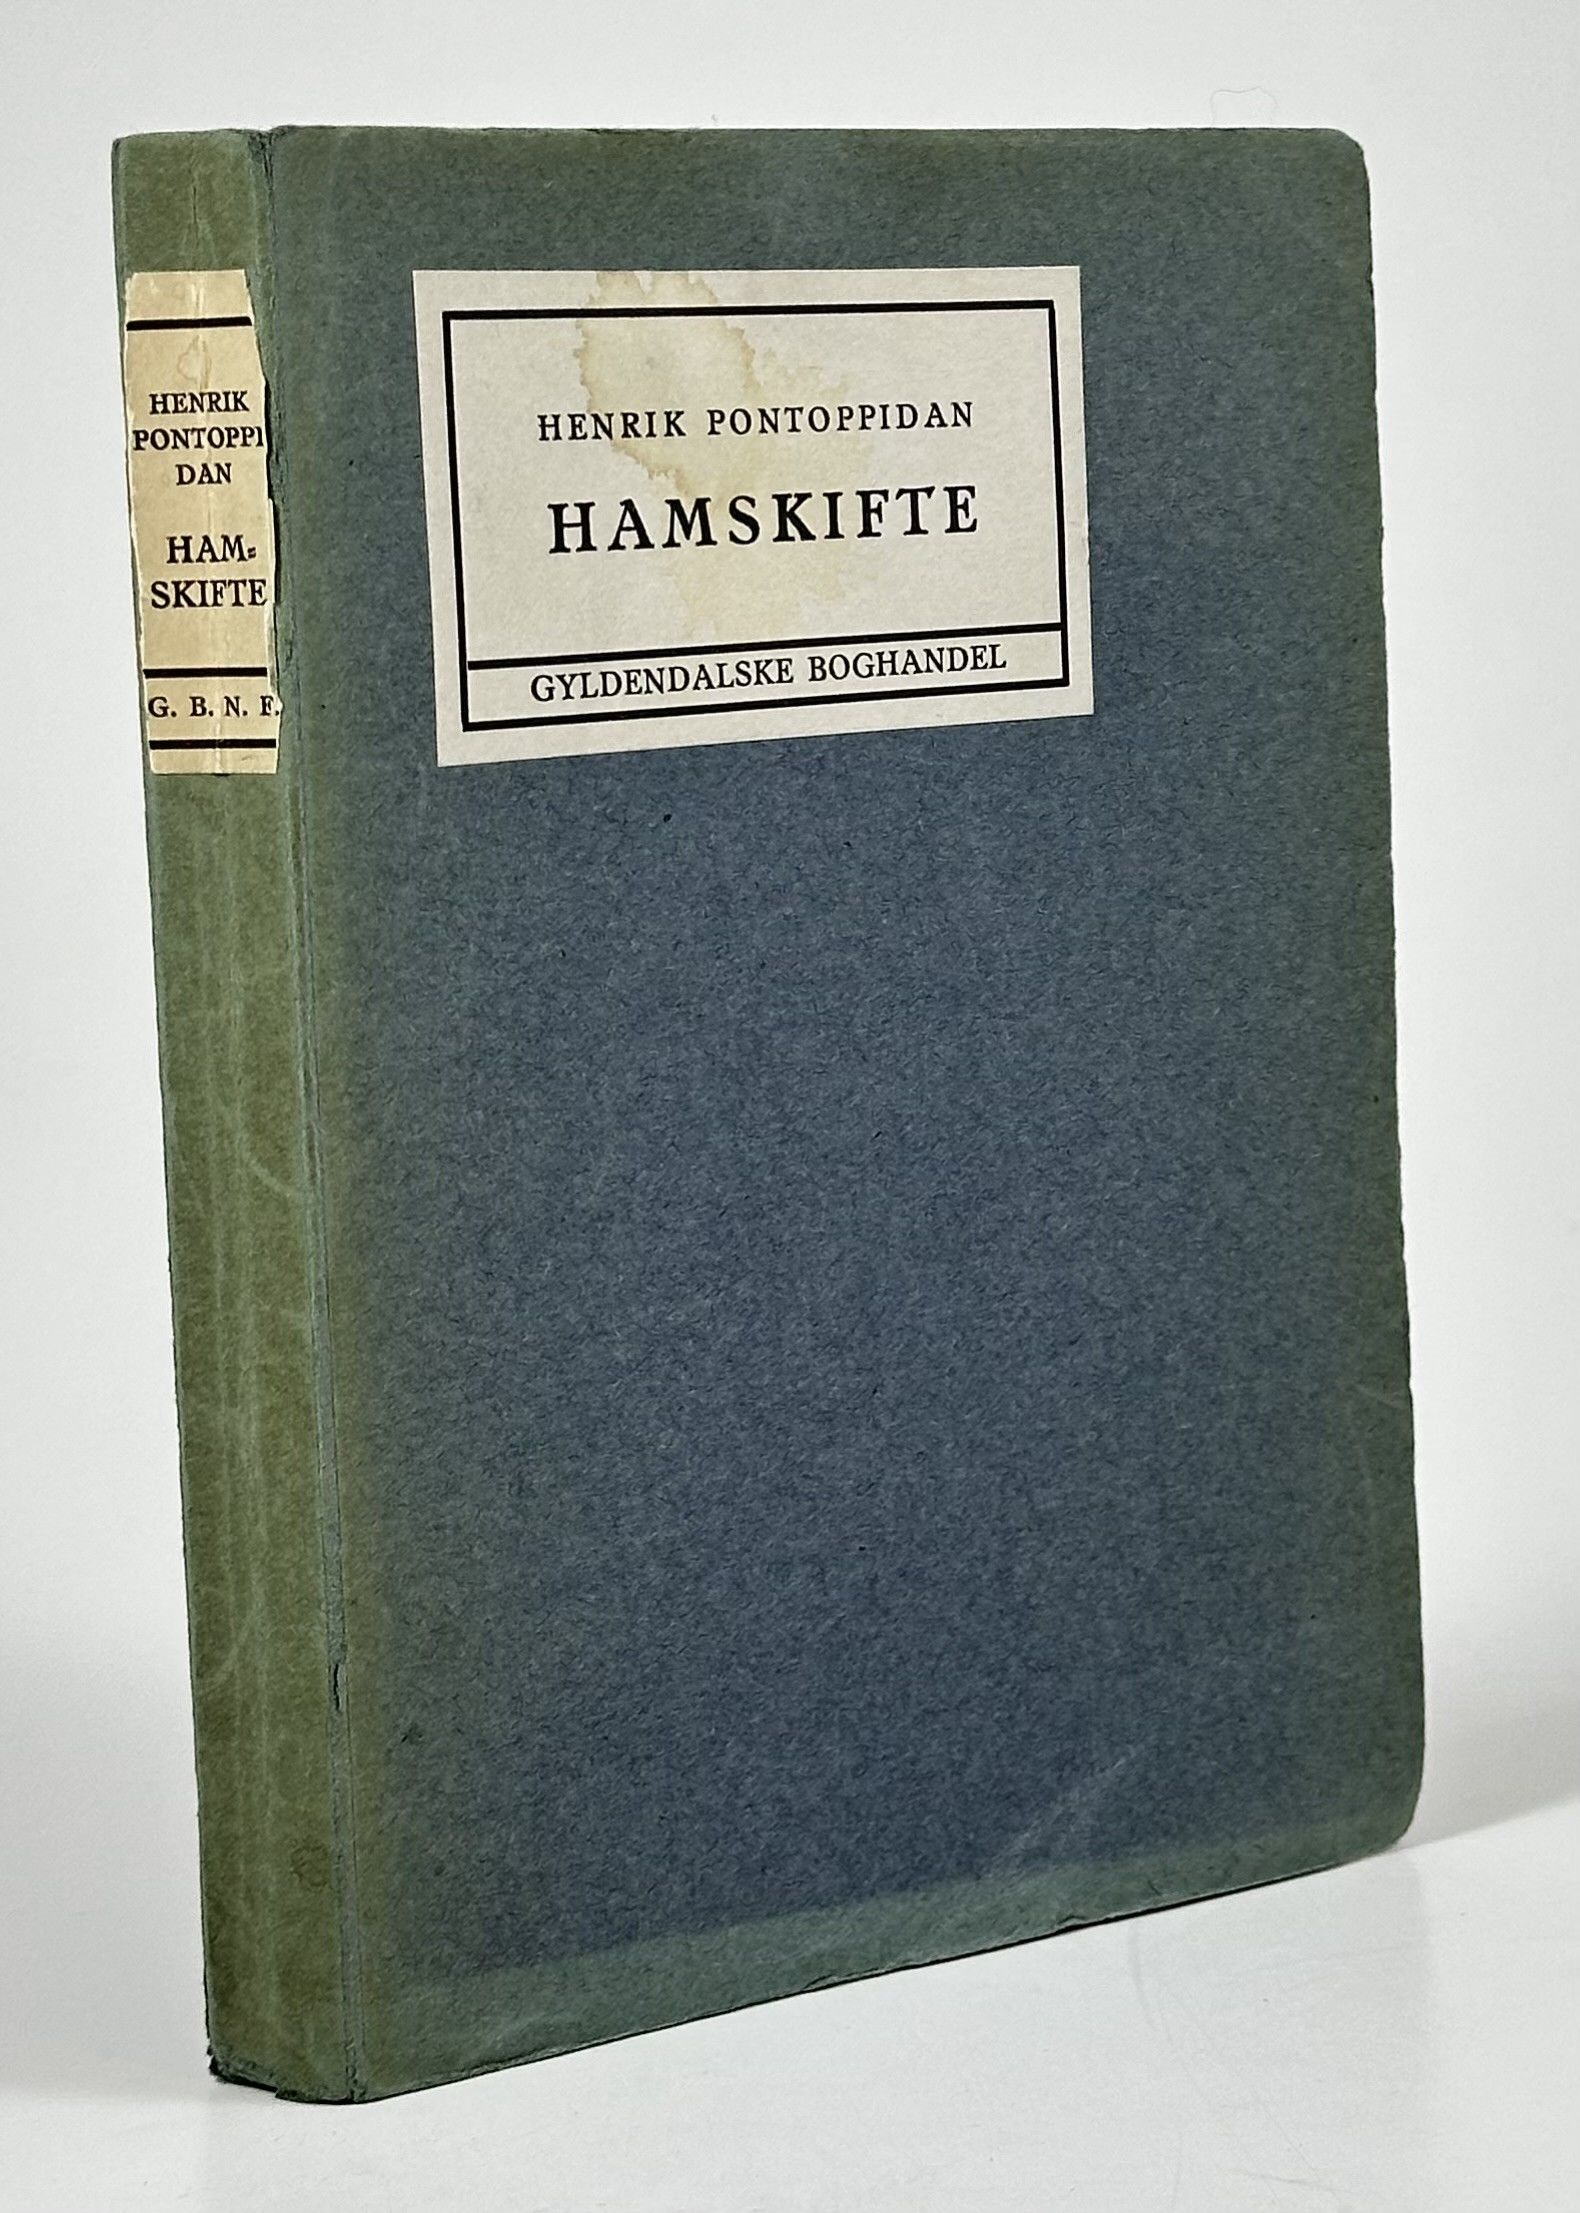 HENRIK
PONTOPPI
DAN
HAM=
SKIFTE
G. B. N. F.
HENRIK PONTOPPIDAN
HAMSKIFTE
GYLDENDALSKE BOGHANDEL